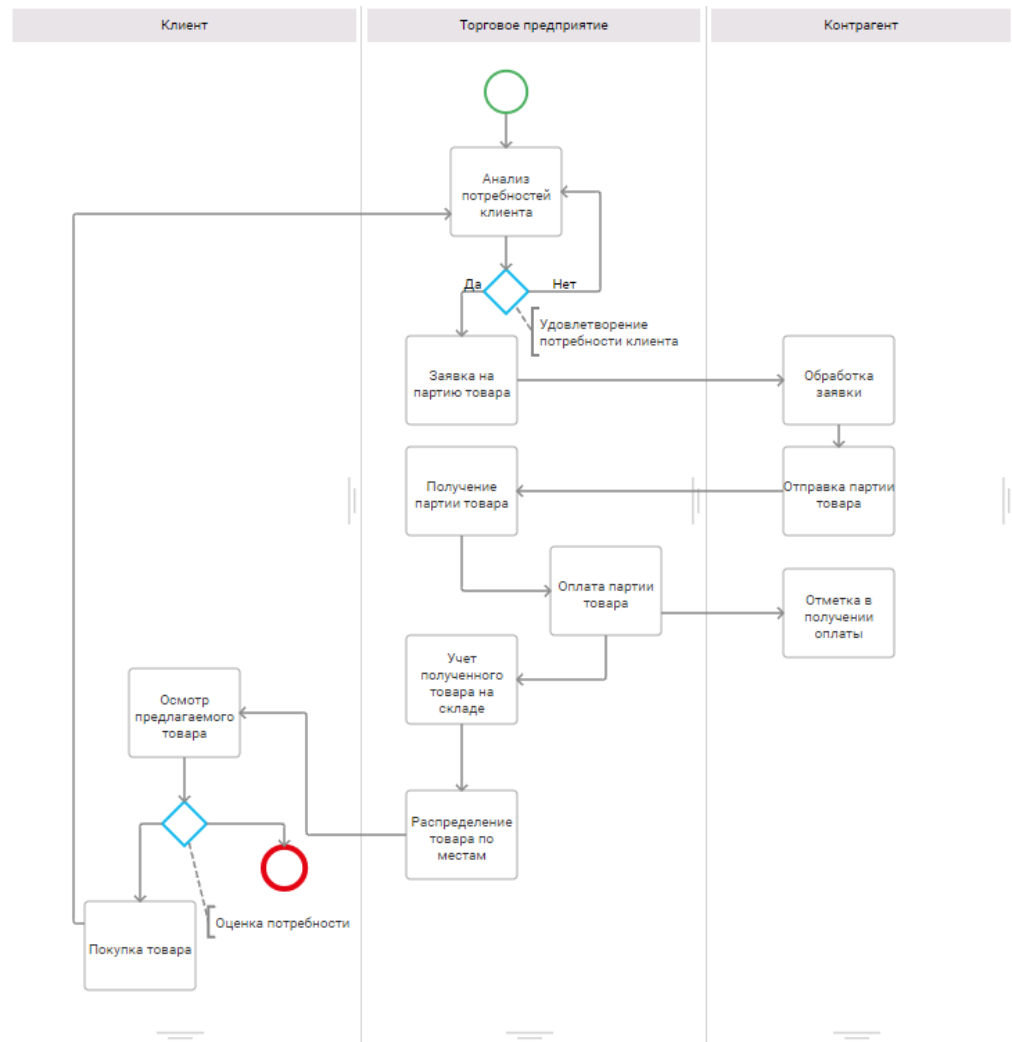 Клиент
Торговое предприятие
Контрагент
Анализ
потребностей
клиента
Да
Нет
Удовлетворение
потребности клиента
Заявка на
партию товара
Обработка
заявки
Получение
партии товара
Отправка партии
товара
Оплата партии
товара
Отметка в
получении
оплаты
Учет
полученного
товара на
складе
Осмотр
предлагаемого
товара
Распределение
товара по
местам
Оценка потребности
Покупка товара